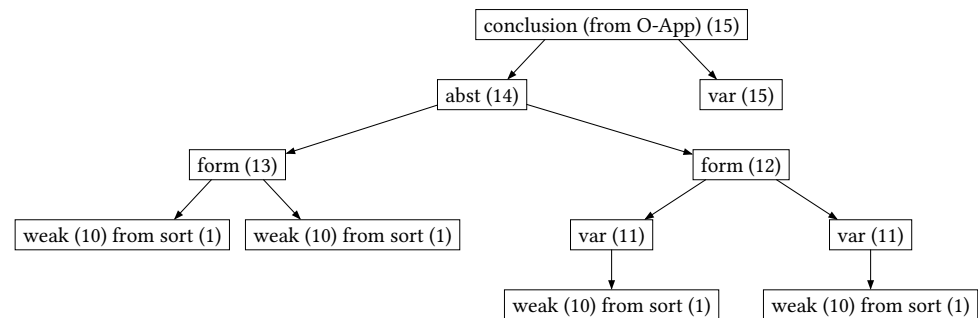 conclusion (from O-App) (15)
abst (14)
var (15)
form (13)
form (12)
weak (10) from sort (1)
weak (10) from sort (1)
var (11)
var (11)
weak (10) from sort (1)
weak (10) from sort (1)